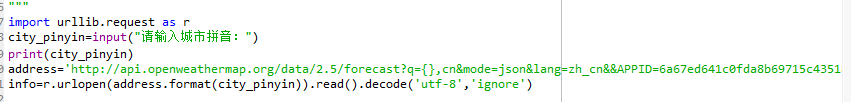 """
import urllib.request as r
city_pinyin=input("请输入城市拼音：")
print(city_pinyin)
address='http://api.openweathermap.org/data/2.5/forecast?q={},cn&mode=json&lang=zh_cn&&APPID=6a67ed641c0fda8b69715c4351
info=r.urlopen(address.format(city_pinyin)).read().decode('utf-8','ignore')